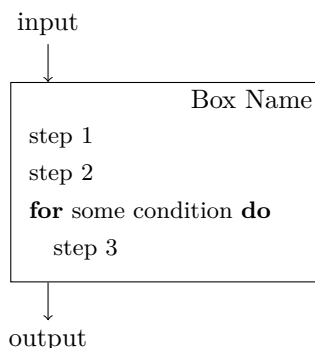 input
Box Name
step 1
step 2
for some condition do
step 3
output